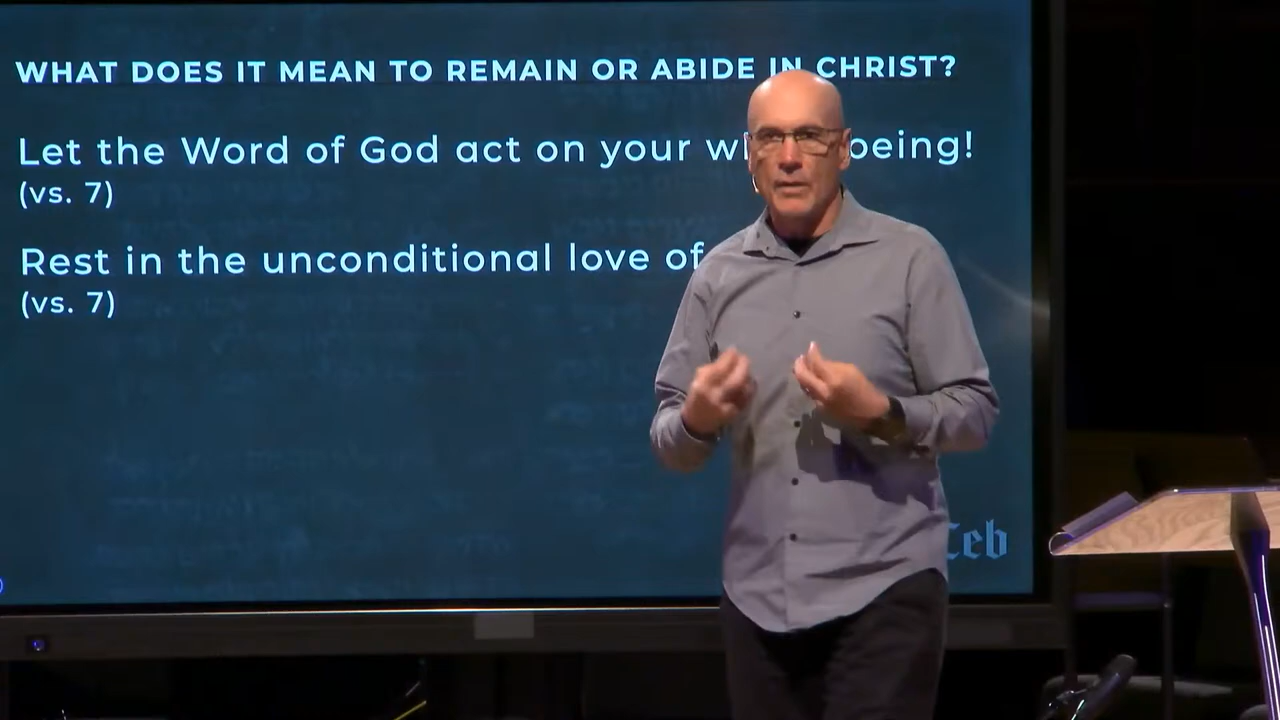 WHAT DOES IT MEAN TO REMAIN OR ABIDE IN CHRIST?
Let the Word of God act on your being!
(vs. 7)
Rest in the unconditional love of
(vs. 7)